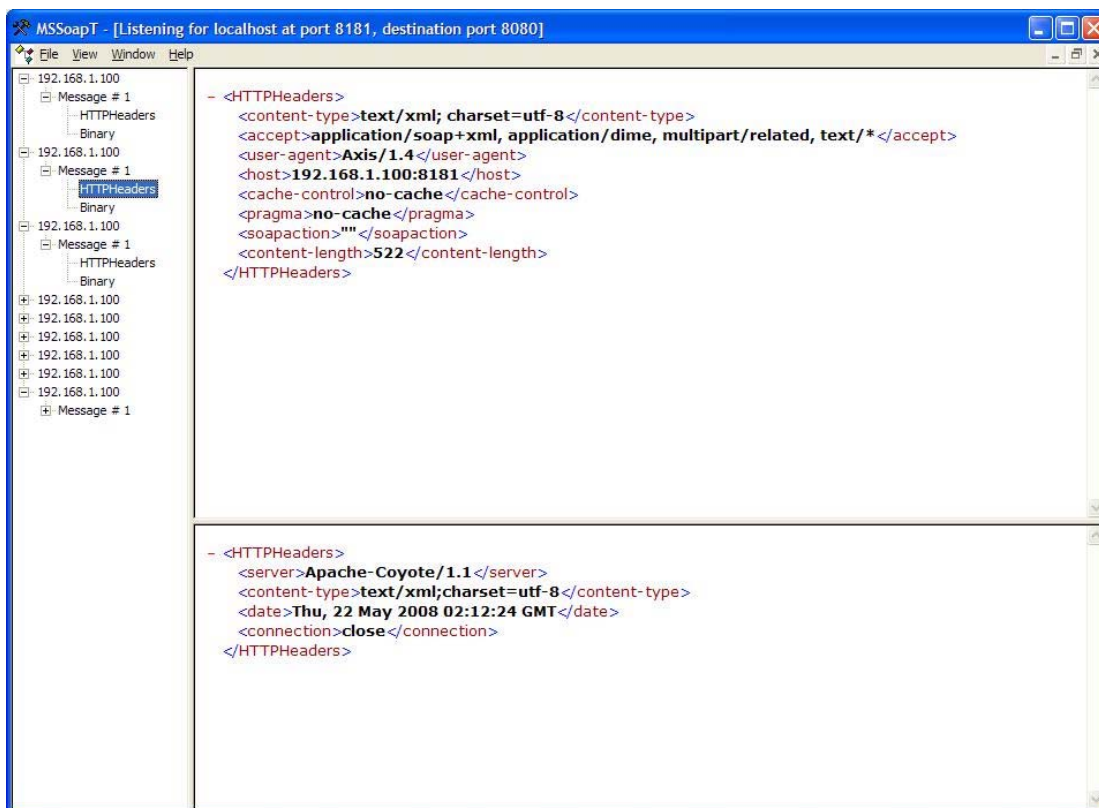 MSSoapT - [Listening for localhost at port 8181, destination port 8080]
File View Window Help
192.168.1.100
Message # 1
HTTPHeaders
Binary
192.168.1.100
Message # 1
HTTPHeaders
Binary
192.168.1.100
Message # 1
HTTPHeaders
Binary
192.168.1.100
192.168.1.100
192.168.1.100
192.168.1.100
192.168.1.100
192.168.1.100
Message # 1
- <HTTPHeaders>
<content-type>text/xml; charset=utf-8</content-type>
<accept>application/soap+xml, application/dime, multipart/related, text/*</accept>
<user-agent>Axis/1.4</user-agent>
<host>192.168.1.100:8181</host>
<cache-control>no-cache</cache-control>
<pragma>no-cache</pragma>
<soapaction>""</soapaction>
<content-length>522</content-length>
</HTTPHeaders>
- <HTTPHeaders>
<server>Apache-Coyote/1.1</server>
<content-type>text/xml;charset=utf-8</content-type>
<date>Thu, 22 May 2008 02:12:24 GMT</date>
<connection>close</connection>
</HTTPHeaders>